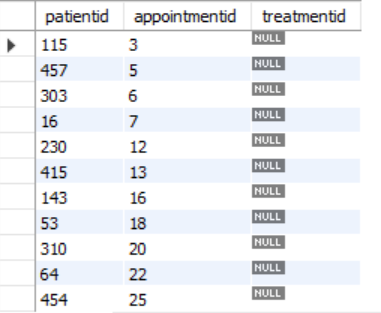 patientid appointmentid treatmentid
115 3 NULL
457 5 NULL
303 6 NULL
16 7 NULL
230 12 NULL
415 13 NULL
143 16 NULL
53 18 NULL
310 20 NULL
64 22 NULL
454 25 NULL